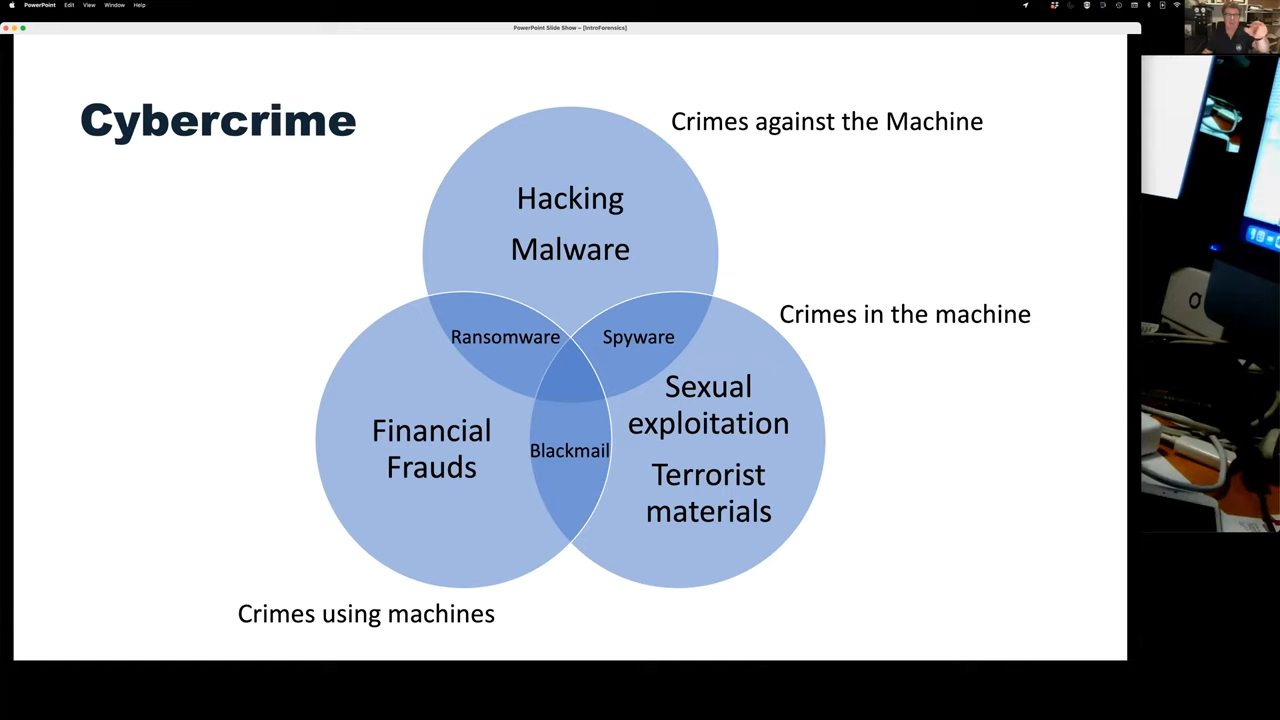 PowerPoint Edit View Window Help
PowerPoint Slide Show – [IntroForensics]
Cybercrime
Crimes against the Machine
Hacking
Malware
Crimes in the machine
Ransomware
Spyware
Sexual
exploitation
Financial
Frauds
Blackmail
Terrorist
materials
Crimes using machines